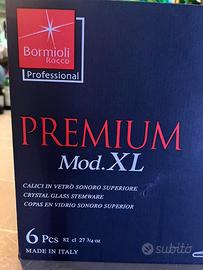 Bormioli
Rocco
Professional
PREMIUM
Mod.XL
CALICI IN VETRO SONORO SUPERIORE
CRYSTAL GLASS STEMWARE
COPAS EN VIDRIO SONORO SUPERIOR
6 Pcs 82 cl 27 3/4 oz
MADE IN ITALY
subito